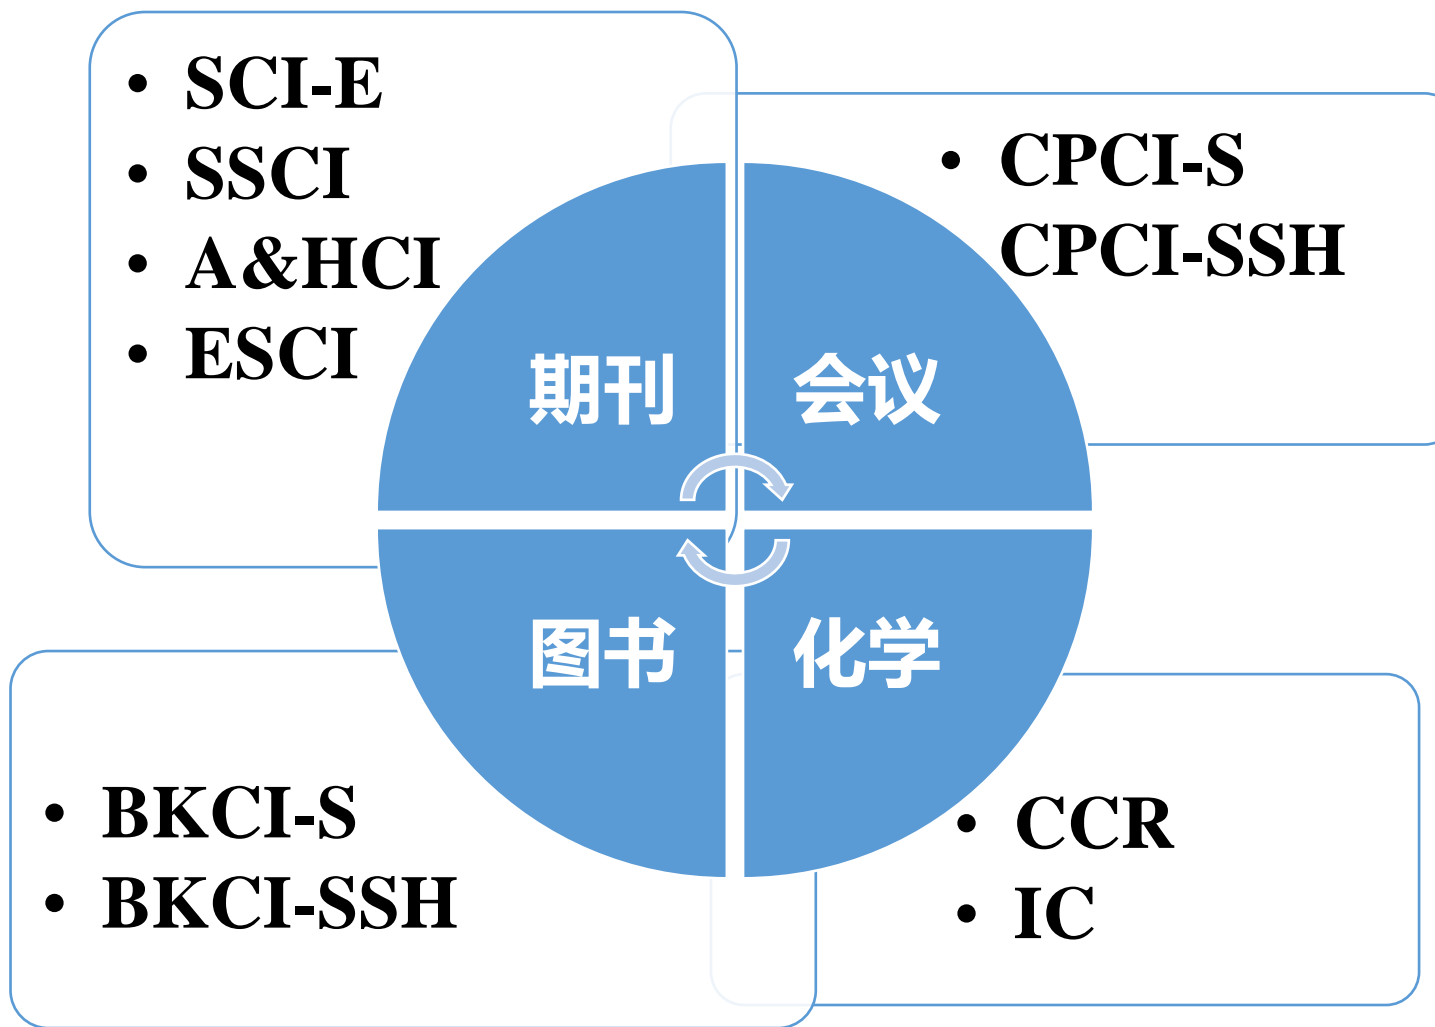 • SCI-E
• SSCI
• A&HCI
• ESCI
• CPCI-S
CPCI-SSH
期刊
会议
图书
化学
• BKCI-S
• BKCI-SSH
• CCR
• IC